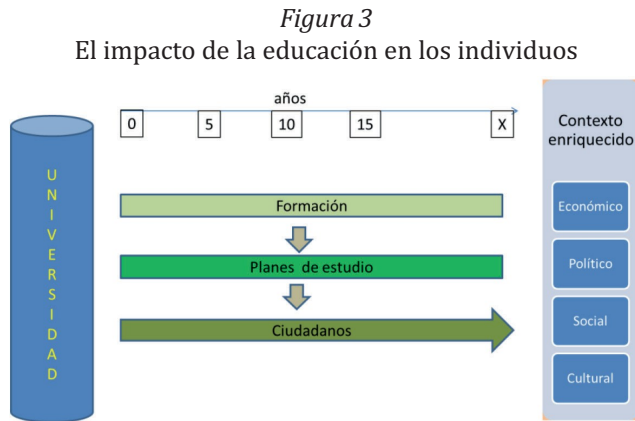 Figura 3
El impacto de la educación en los individuos
años
0 5 10 15 X
UNIVERSIDAD
Formación
Planes de estudio
Ciudadanos
Contexto
enriquecido
Económico
Político
Social
Cultural